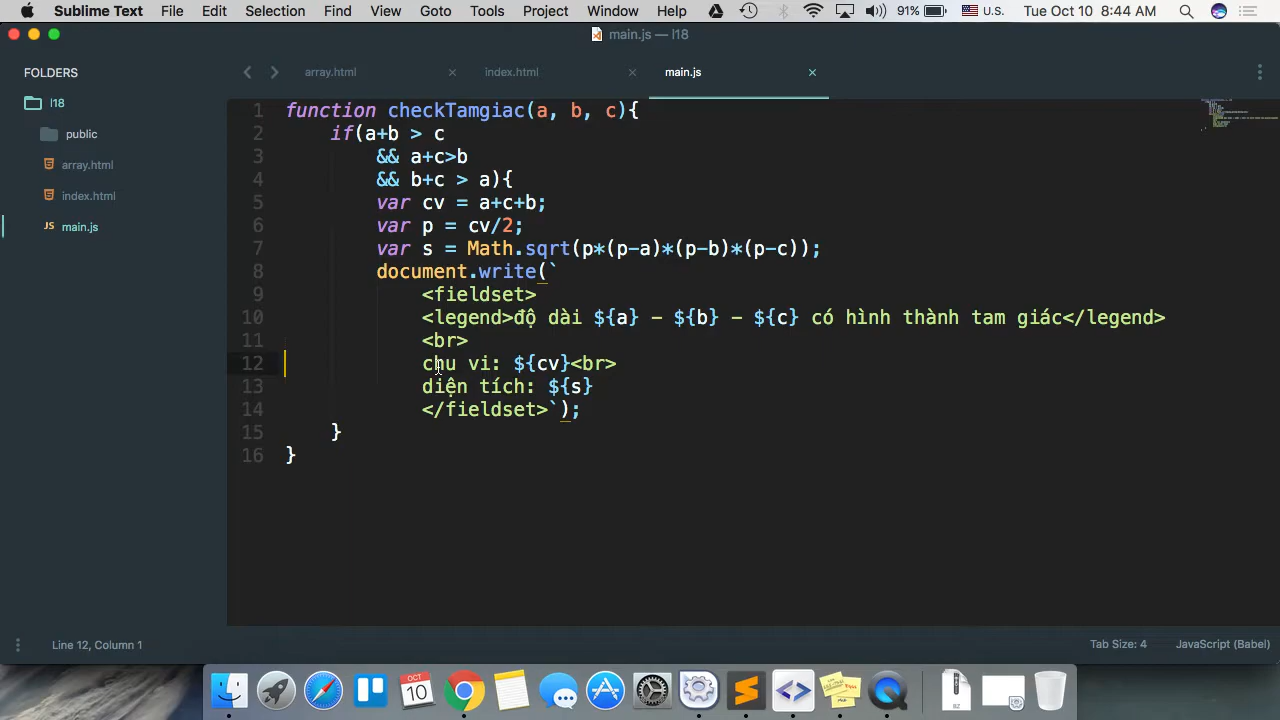 Sublime Text File Edit Selection Find View Goto Tools Project Window Help 91% U.S. Tue Oct 10 8:44 AM
main.js — l18
FOLDERS
array.html index.html main.js
l18
public
array.html
index.html
JS main.js
1 function checkTamgiac(a, b, c){
2 if(a+b > c
3 && a+c>b
4 && b+c > a){
5 var cv = a+c+b;
6 var p = cv/2;
7 var s = Math.sqrt(p*(p-a)*(p-b)*(p-c));
8 document.write(`
9 <fieldset>
10 <legend>độ dài ${a} - ${b} - ${c} có hình thành tam giác</legend>
11 <br>
12 chu vi: ${cv}<br>
13 diện tích: ${s}
14 </fieldset>`);
15 }
16 }
Line 12, Column 1 Tab Size: 4 JavaScript (Babel)
OCT
10